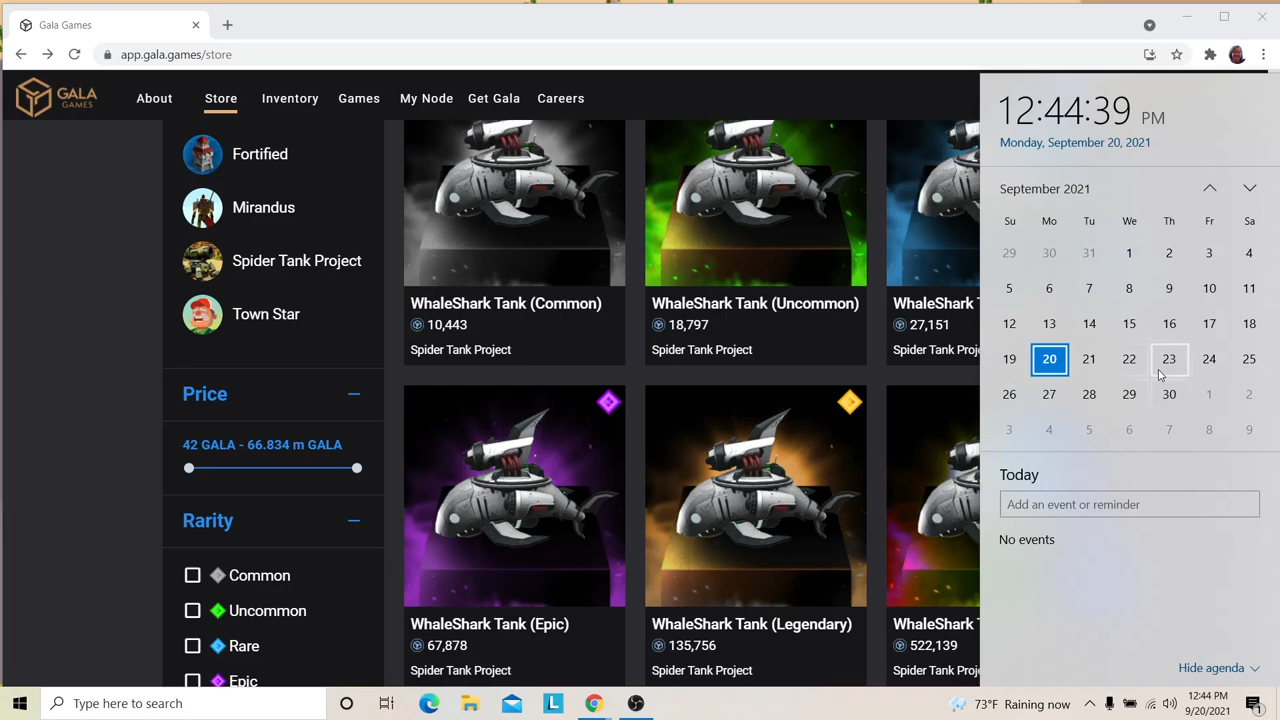 Gala Games
app.gala.games/store
GALA
GAMES
About Store Inventory Games My Node Get Gala Careers
Fortified
Mirandus
Spider Tank Project
Town Star
Price
42 GALA - 66.834 m GALA
Rarity
Common
Uncommon
Rare
Epic
WhaleShark Tank (Common)
10,443
Spider Tank Project
WhaleShark Tank (Uncommon)
18,797
Spider Tank Project
WhaleShark Tank
27,151
Spider Tank Project
WhaleShark Tank (Epic)
67,878
Spider Tank Project
WhaleShark Tank (Legendary)
135,756
Spider Tank Project
WhaleShark Tank
522,139
Spider Tank Project
12:44:39 PM
Monday, September 20, 2021
September 2021
Su Mo Tu We Th Fr Sa
29 30 31 1 2 3 4
5 6 7 8 9 10 11
12 13 14 15 16 17 18
19 20 21 22 23 24 25
26 27 28 29 30 1 2
3 4 5 6 7 8 9
Today
Add an event or reminder
No events
Hide agenda
Type here to search
L
73°F Raining now
12:44 PM
9/20/2021
1